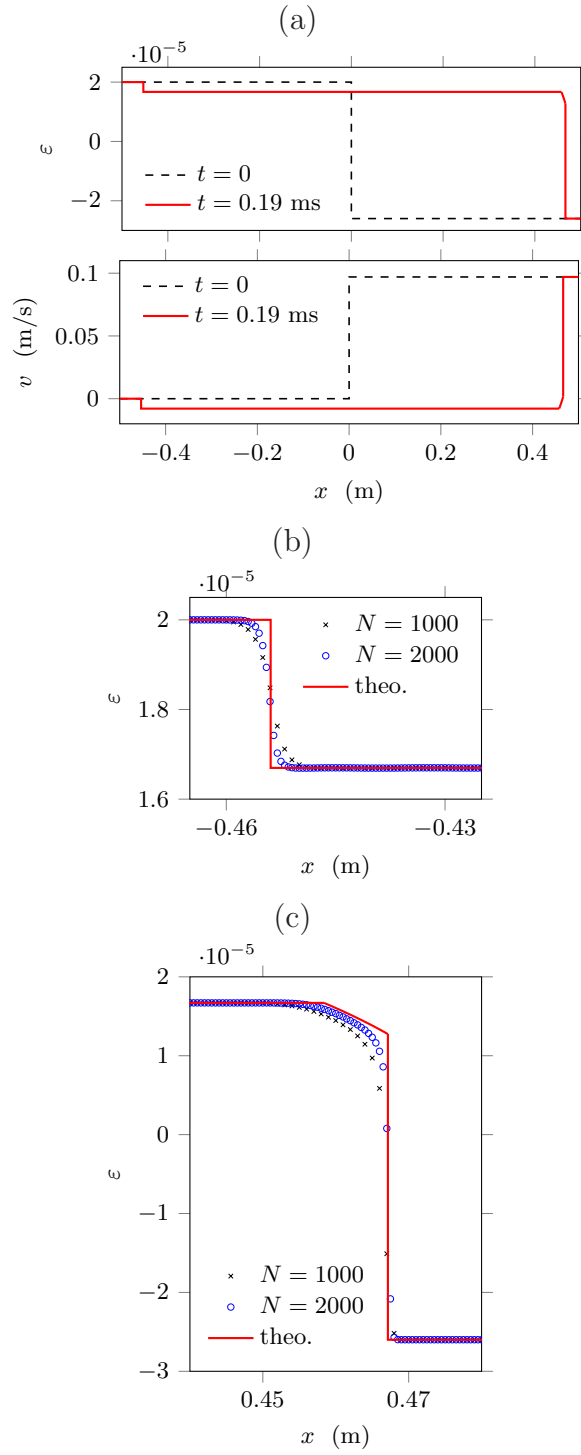 (a)
·10⁻⁵
2
0
−2
ε
t = 0
t = 0.19 ms
0.1
0.05
0
v (m/s)
t = 0
t = 0.19 ms
−0.4 −0.2 0 0.2 0.4
x (m)
(b)
·10⁻⁵
2
1.8
1.6
ε
N = 1000
N = 2000
theo.
−0.46 −0.43
x (m)
(c)
·10⁻⁵
2
1
0
−1
−2
−3
ε
N = 1000
N = 2000
theo.
0.45 0.47
x (m)